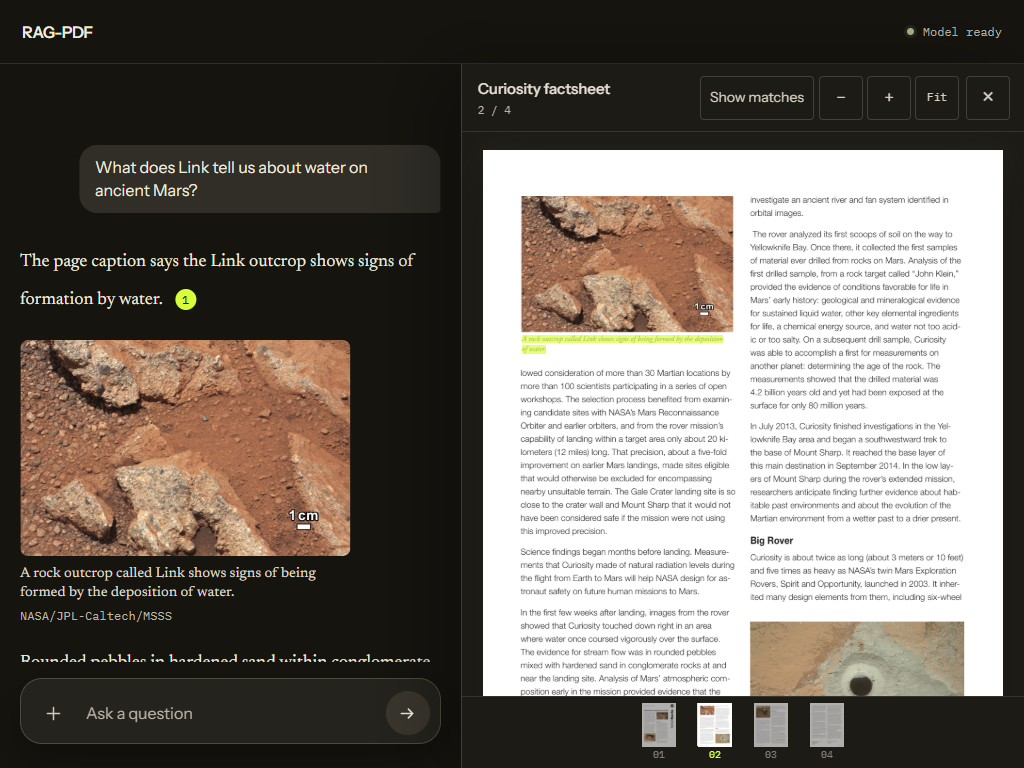 RAG-PDF
Model ready
What does Link tell us about water on
ancient Mars?
The page caption says the Link outcrop shows signs of
formation by water. 1
1 cm
A rock outcrop called Link shows signs of being
formed by the deposition of water.
NASA/JPL-Caltech/MSSS
Rounded pebbles in hardened sand within conglomerate
+ Ask a question →
Curiosity factsheet
2 / 4
Show matches − + Fit ✕
1 cm
A rock outcrop called Link shows signs of being formed by the deposition
of water.
lowed consideration of more than 30 Martian locations by
more than 100 scientists participating in a series of open
workshops. The selection process benefited from examin-
ing candidate sites with NASA's Mars Reconnaissance
Orbiter and earlier orbiters, and from the rover mission's
capability of landing within a target area only about 20 ki-
lometers (12 miles) long. That precision, about a five-fold
improvement on earlier Mars landings, made sites eligible
that would otherwise be excluded for encompassing
nearby unsuitable terrain. The Gale Crater landing site is so
close to the crater wall and Mount Sharp that it would not
have been considered safe if the mission were not using
this improved precision.
Science findings began months before landing. Measure-
ments that Curiosity made of natural radiation levels during
the flight from Earth to Mars will help NASA design for as-
tronaut safety on future human missions to Mars.
In the first few weeks after landing, images from the rover
showed that Curiosity touched down right in an area
where water once coursed vigorously over the surface.
The evidence for stream flow was in rounded pebbles
mixed with hardened sand in conglomerate rocks at and
near the landing site. Analysis of Mars' atmospheric com-
position early in the mission provided evidence that the
investigate an ancient river and fan system identified in
orbital images.
The rover analyzed its first scoops of soil on the way to
Yellowknife Bay. Once there, it collected the first samples
of material ever drilled from rocks on Mars. Analysis of the
first drilled sample, from a rock target called "John Klein,"
provided the evidence of conditions favorable for life in
Mars' early history: geological and mineralogical evidence
for sustained liquid water, other key elemental ingredients
for life, a chemical energy source, and water not too acid-
ic or too salty. On a subsequent drill sample, Curiosity
was able to accomplish a first for measurements on
another planet: determining the age of the rock. The
measurements showed that the drilled material was
4.2 billion years old and yet had been exposed at the
surface for only 80 million years.
In July 2013, Curiosity finished investigations in the Yel-
lowknife Bay area and began a southwestward trek to
the base of Mount Sharp. It reached the base layer of
this main destination in September 2014. In the low lay-
ers of Mount Sharp during the rover's extended mission,
researchers anticipate finding further evidence about hab-
itable past environments and about the evolution of the
Martian environment from a wetter past to a drier present.
Big Rover
Curiosity is about twice as long (about 3 meters or 10 feet)
and five times as heavy as NASA's twin Mars Exploration
Rovers, Spirit and Opportunity, launched in 2003. It inher-
ited many design elements from them, including six-wheel
01 02 03 04